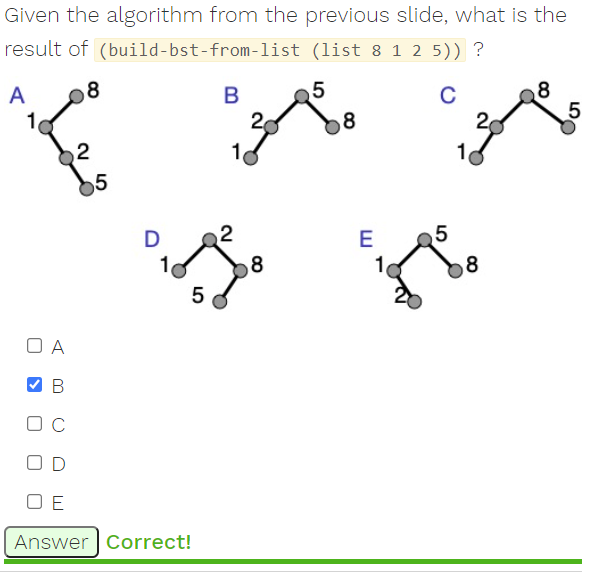 Given the algorithm from the previous slide, what is the
result of (build-bst-from-list (list 8 1 2 5)) ?
A 8 1 2 5
B 5 2 8 1
C 8 5 2 1
D 2 1 8 5
E 5 1 8 2
A
B
C
D
E
Answer Correct!